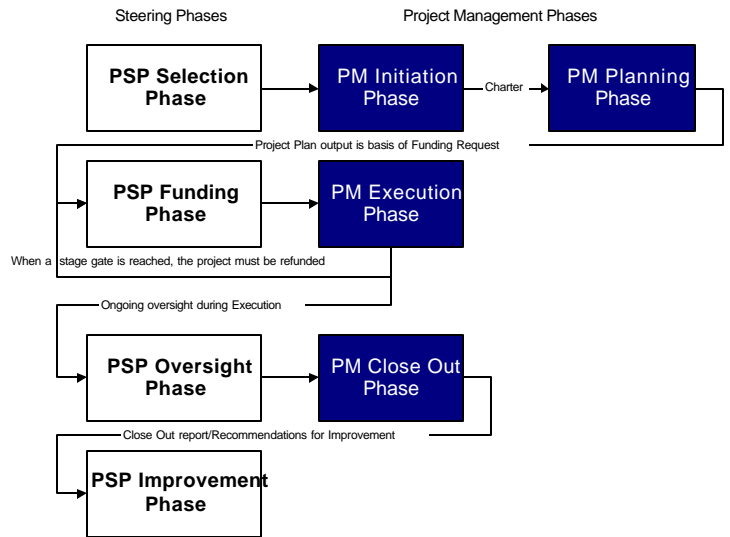 Steering Phases
Project Management Phases
PSP Selection
Phase
PM Initiation
Phase
Charter
PM Planning
Phase
Project Plan output is basis of Funding Request
PSP Funding
Phase
PM Execution
Phase
When a stage gate is reached, the project must be refunded
Ongoing oversight during Execution
PSP Oversight
Phase
PM Close Out
Phase
Close Out report/Recommendations for Improvement
PSP Improvement
Phase